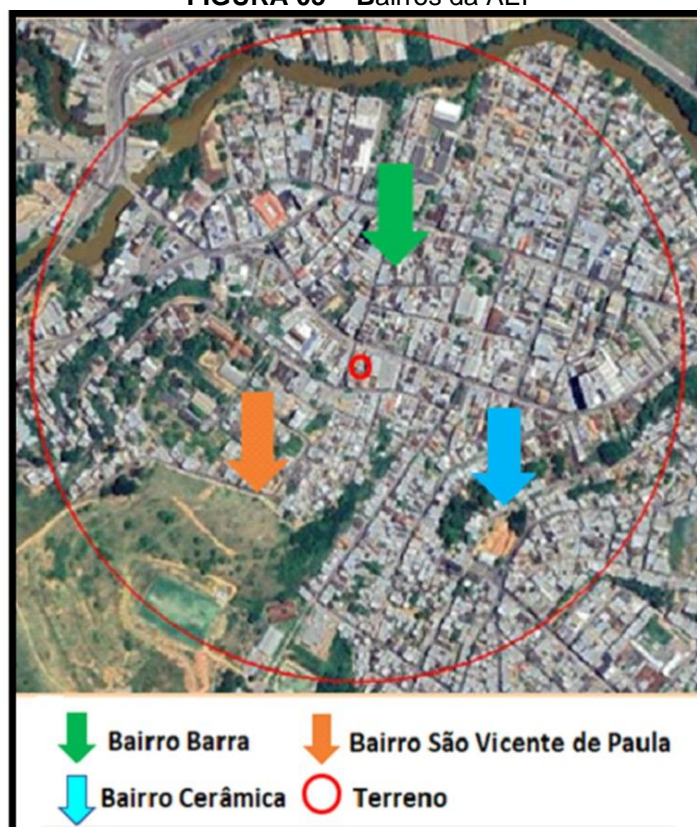 FIGURA – Bairros da
Bairro Barra
Bairro São Vicente de Paula
Bairro Cerâmica
Terreno